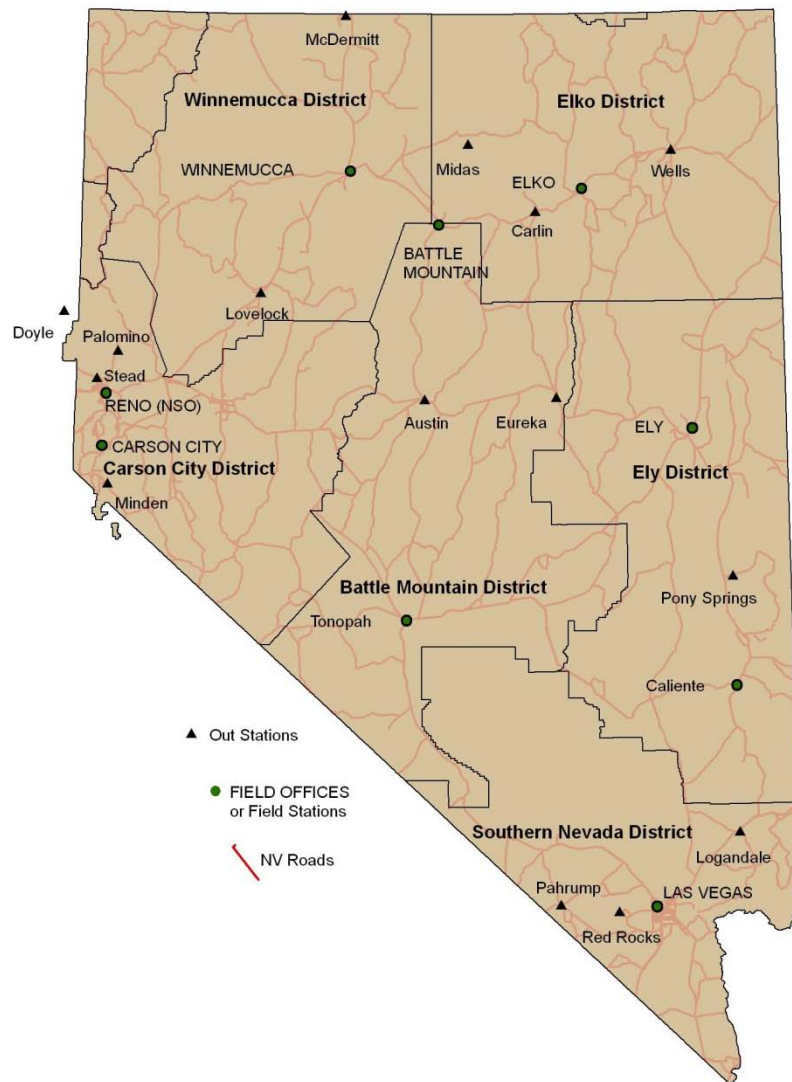 McDermitt
Winnemucca District
Elko District
WINNEMUCCA
Midas
ELKO
Wells
Carlin
BATTLE
MOUNTAIN
Lovelock
Doyle
Palomino
Stead
RENO (NSO)
Austin
Eureka
ELY
CARSON CITY
Carson City District
Ely District
Minden
Battle Mountain District
Pony Springs
Tonopah
Caliente
Out Stations
FIELD OFFICES
or Field Stations
NV Roads
Southern Nevada District
Logandale
Pahrump
LAS VEGAS
Red Rocks